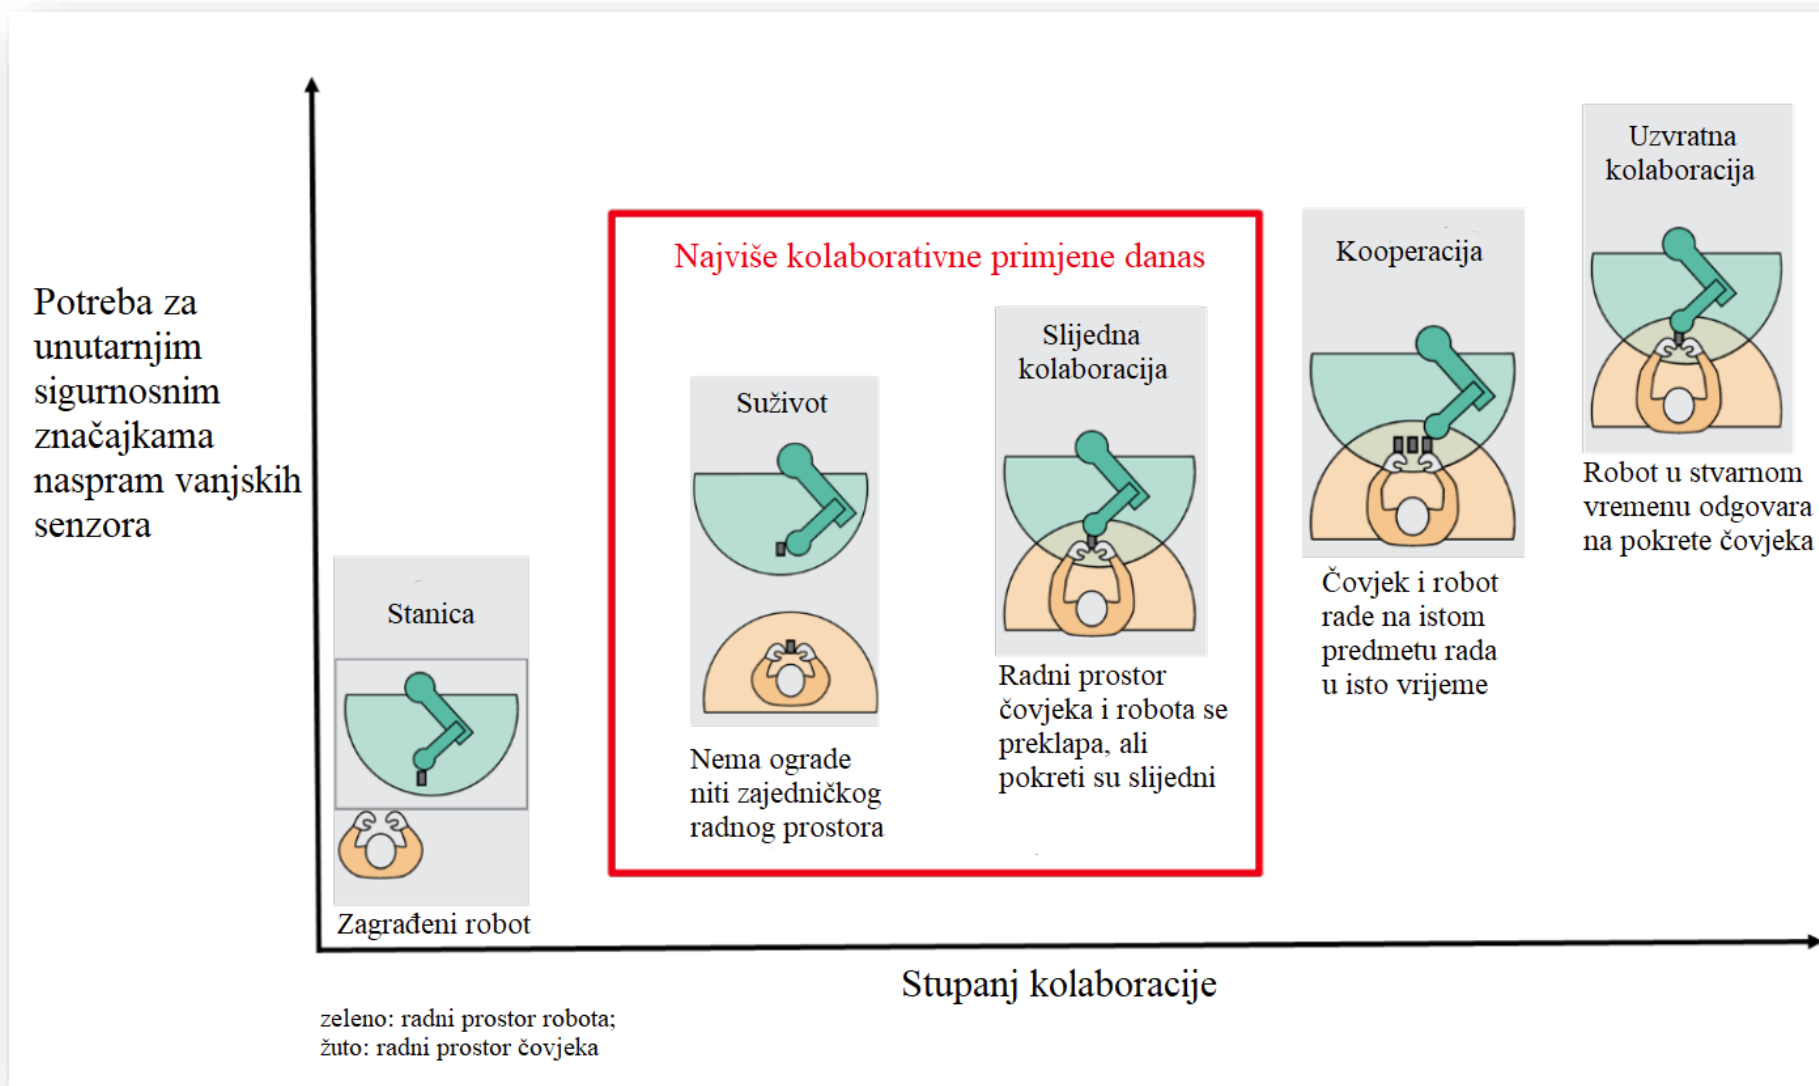 Potreba za
unutarnjim
sigurnosnim
značajkama
naspram vanjskih
senzora
Stanica
Zagrađeni robot
Najviše kolaborativne primjene danas
Suživot
Nema ograde
niti zajedničkog
radnog prostora
Slijedna
kolaboracija
Radni prostor
čovjeka i robota se
preklapa, ali
pokreti su slijedni
Kooperacija
Čovjek i robot
rade na istom
predmetu rada
u isto vrijeme
Uzvratna
kolaboracija
Robot u stvarnom
vremenu odgovara
na pokrete čovjeka
Stupanj kolaboracije
zeleno: radni prostor robota;
žuto: radni prostor čovjeka